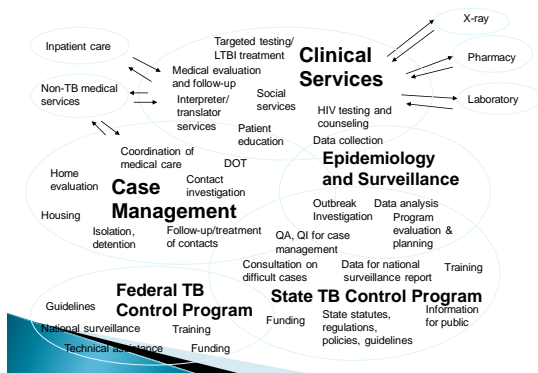 X-ray
Inpatient care
Targeted testing/
LTBI treatment
Clinical
Services
Pharmacy
Medical evaluation
and follow-up
Non-TB medical
services
Interpreter/
translator
services
Social
services
Laboratory
HIV testing and
counseling
Patient
education
Data collection
Coordination of
medical care
DOT
Epidemiology
and Surveillance
Home
evaluation
Case
Management
Contact
investigation
Housing
Outbreak
Investigation
Data analysis
Program
evaluation &
planning
Isolation,
detention
Follow-up/treatment
of contacts
QA, QI for case
management
Consultation on
difficult cases
Data for national
surveillance report
Training
Federal TB
Control Program
State TB Control Program
Guidelines
Funding
State statutes,
regulations,
policies, guidelines
Information
for public
National surveillance
Training
Technical assistance
Funding